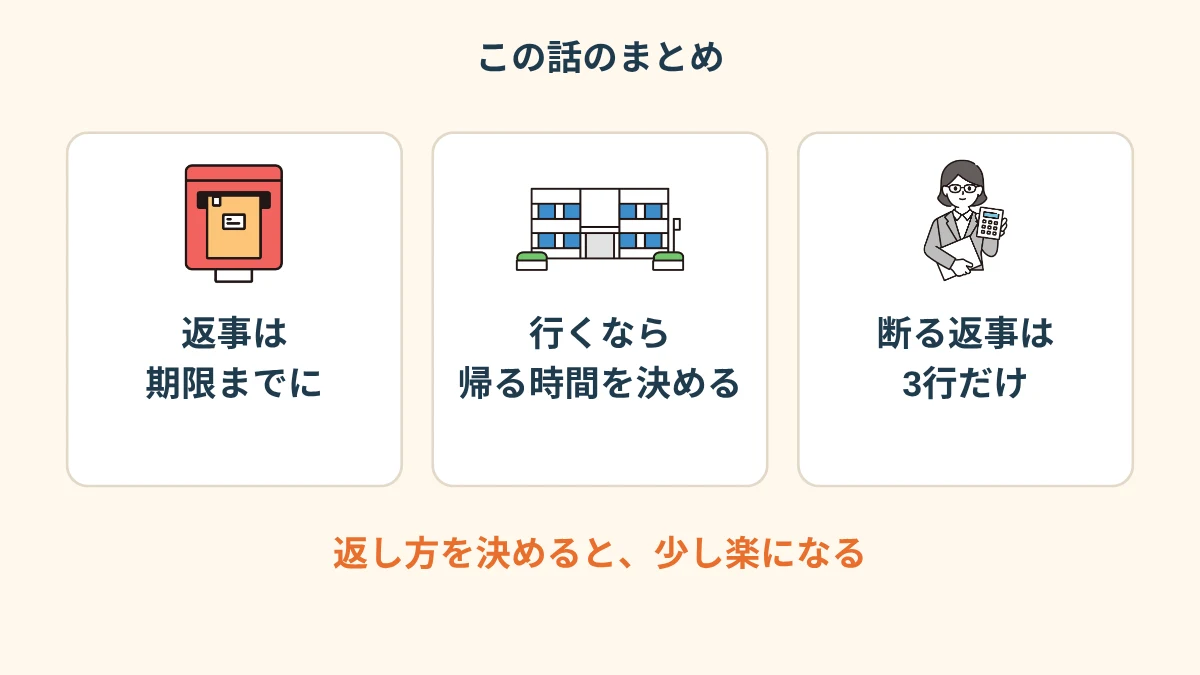 この話のまとめ
返事は
期限までに
行くなら
帰る時間を決める
断る返事は
3行だけ
返し方を決めると、少し楽になる